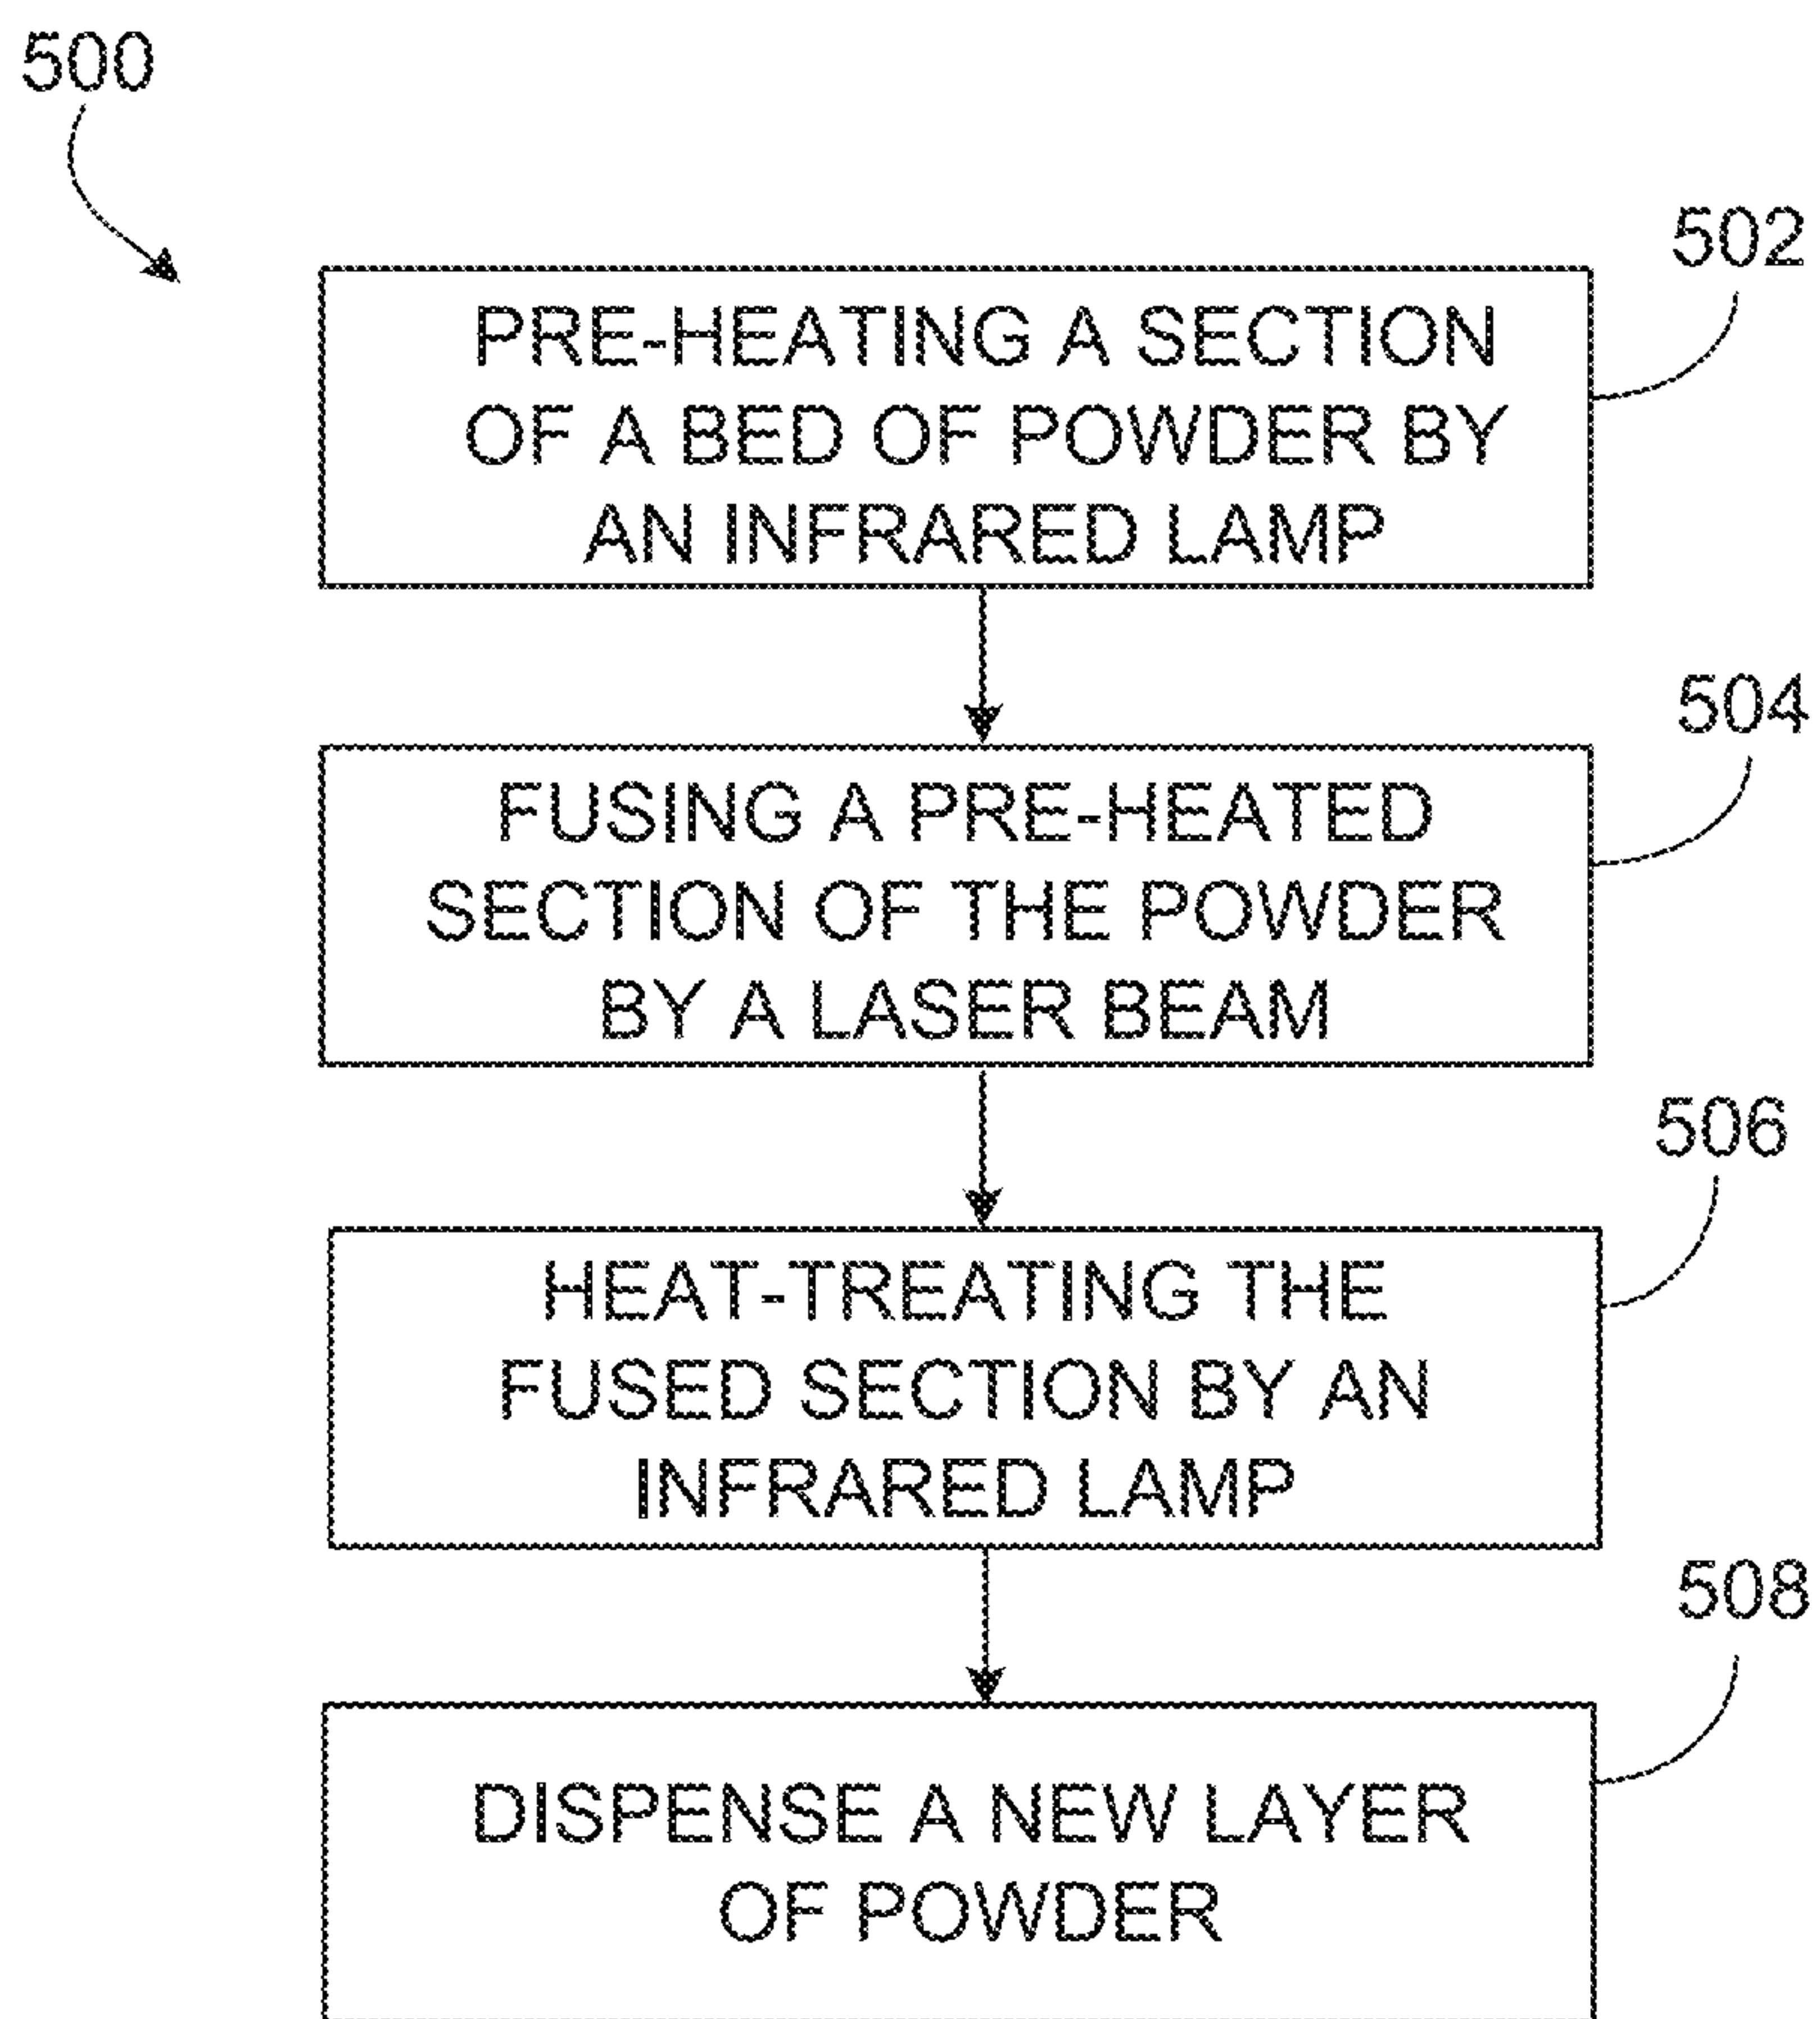 500
502
PRE-HEATING A SECTION
OF A BED OF POWDER BY
AN INFRARED LAMP
504
FUSING A PRE-HEATED
SECTION OF THE POWDER
BY A LASER BEAM
506
HEAT-TREATING THE
FUSED SECTION BY AN
INFRARED LAMP
508
DISPENSE A NEW LAYER
OF POWDER